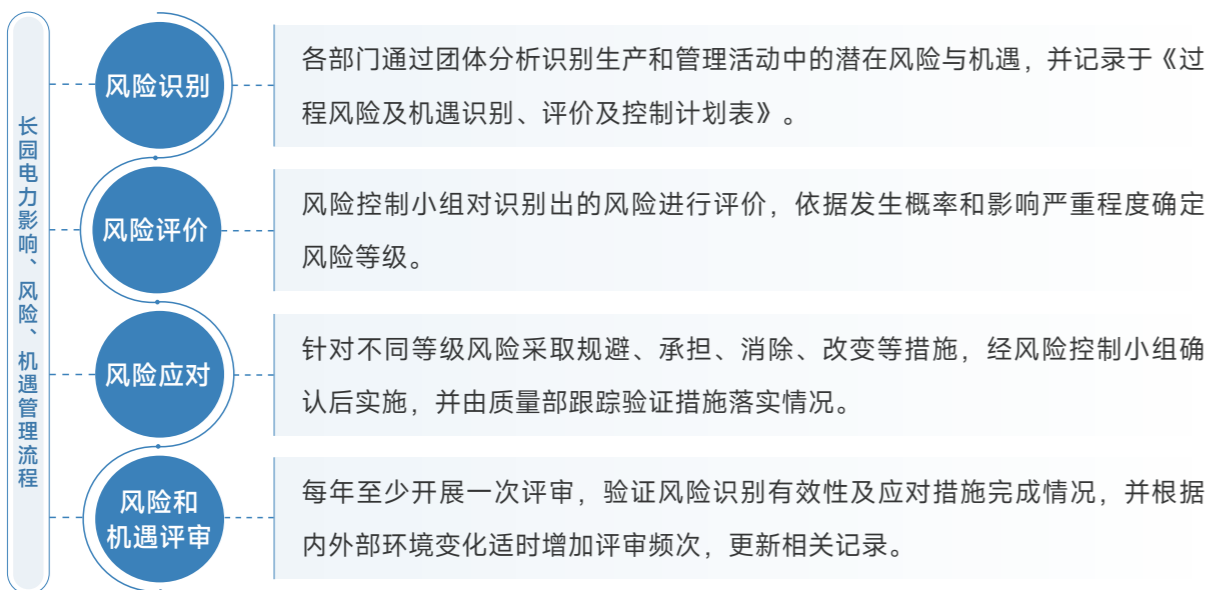 长园电力影响、风险、机遇管理流程
风险识别
各部门通过团体分析识别生产和管理活动中的潜在风险与机遇，并记录于《过
程风险及机遇识别、评价及控制计划表》。
风险评价
风险控制小组对识别出的风险进行评价，依据发生概率和影响严重程度确定
风险等级。
风险应对
针对不同等级风险采取规避、承担、消除、改变等措施，经风险控制小组确
认后实施，并由质量部跟踪验证措施落实情况。
风险和
机遇评审
每年至少开展一次评审，验证风险识别有效性及应对措施完成情况，并根据
内外部环境变化适时增加评审频次，更新相关记录。